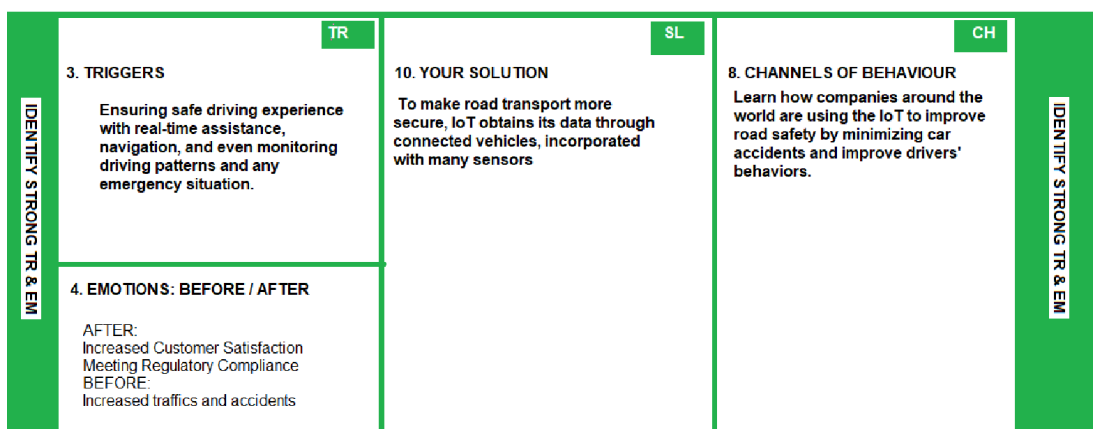 IDENTIFY STRONG TR & EM
TR
3. TRIGGERS
Ensuring safe driving experience
with real-time assistance,
navigation, and even monitoring
driving patterns and any
emergency situation.
4. EMOTIONS: BEFORE / AFTER
AFTER:
Increased Customer Satisfaction
Meeting Regulatory Compliance
BEFORE:
Increased traffics and accidents
SL
10. YOUR SOLUTION
To make road transport more
secure, IoT obtains its data through
connected vehicles, incorporated
with many sensors
CH
8. CHANNELS OF BEHAVIOUR
Learn how companies around the
world are using the IoT to improve
road safety by minimizing car
accidents and improve drivers'
behaviors.
IDENTIFY STRONG TR & EM